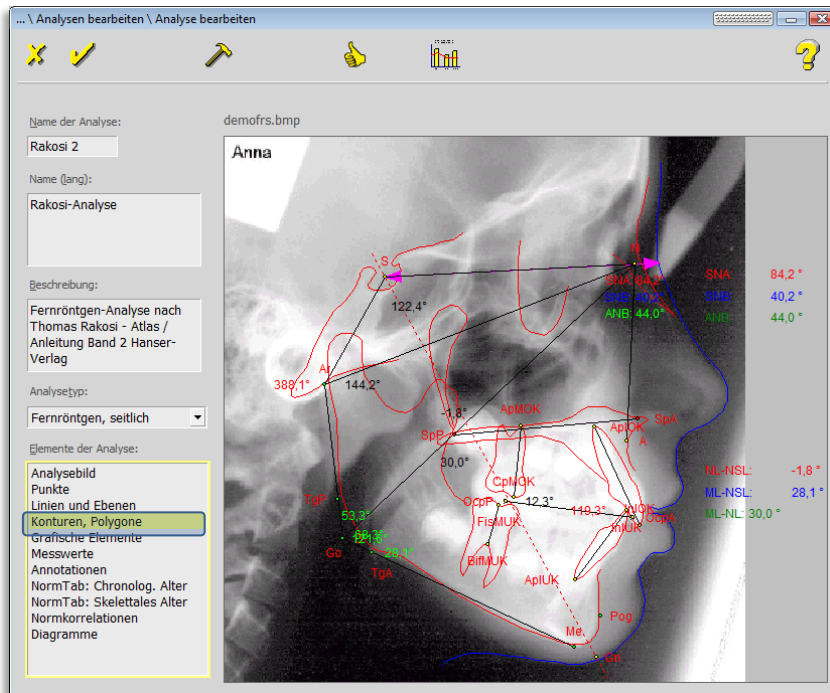 ... \ Analysen bearbeiten \ Analyse bearbeiten
Name der Analyse:
Rakosi 2
Name (lang):
Rakosi-Analyse
Beschreibung:
Fernröntgen-Analyse nach
Thomas Rakosi - Atlas /
Anleitung Band 2 Hanser-
Verlag
Analysetyp:
Fernröntgen, seitlich
Elemente der Analyse:
Analysebild
Punkte
Linien und Ebenen
Konturen, Polygone
Grafische Elemente
Messwerte
Annotationen
NormTab: Chronolog. Alter
NormTab: Skelettales Alter
Normkorrelationen
Diagramme
demofrs.bmp
Anna
S
N
SNA: 84,2°
SNB: 40,2°
ANB: 44,0°
SNA: 84,2 °
SNB: 40,2 °
ANB: 44,0 °
122,4°
Ar
388,1°
144,2°
-1,8°
ApMOK
SpA
SpP
ApIOK
A
30,0°
CpMOK
NL-NSL: -1,8 °
ML-NSL: 28,1 °
ML-NL: 30,0 °
OcpP
12,3°
119,3°
OcpA
InIUK
FisMUK
53,3°
Go
28,1°
TgA
BifMUK
ApIUK
Pog
Me
Gn